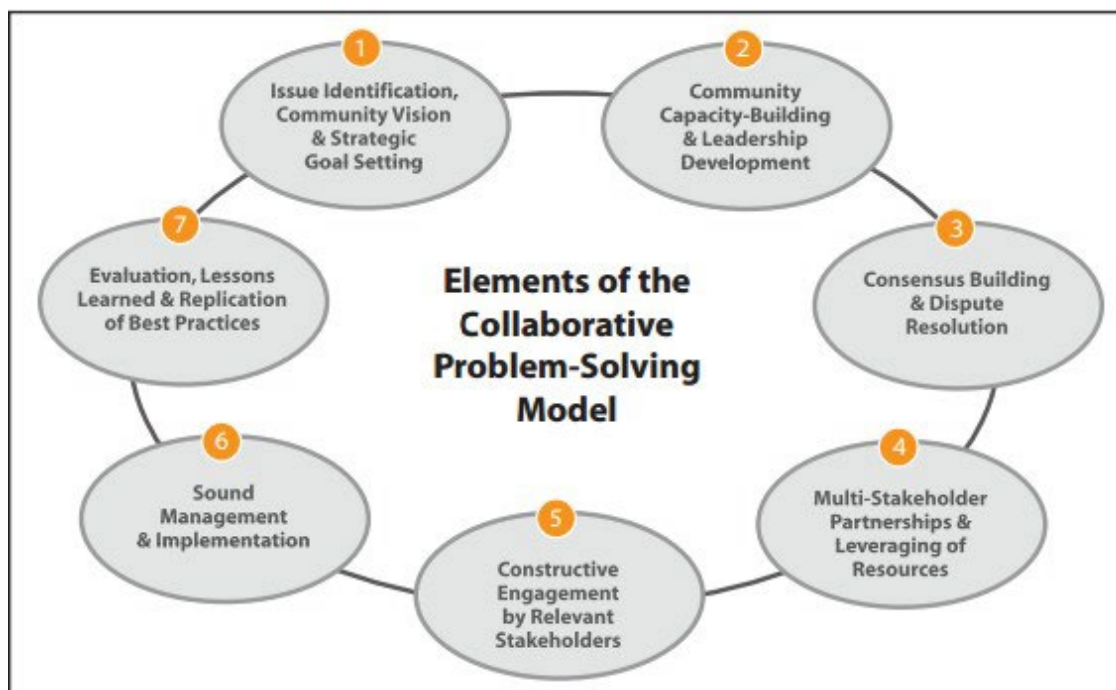 Elements of the
Collaborative
Problem-Solving
Model
1
Issue Identification,
Community Vision
& Strategic
Goal Setting
2
Community
Capacity-Building
& Leadership
Development
3
Consensus Building
& Dispute
Resolution
4
Multi-Stakeholder
Partnerships &
Leveraging of
Resources
5
Constructive
Engagement
by Relevant
Stakeholders
6
Sound
Management
& Implementation
7
Evaluation, Lessons
Learned & Replication
of Best Practices